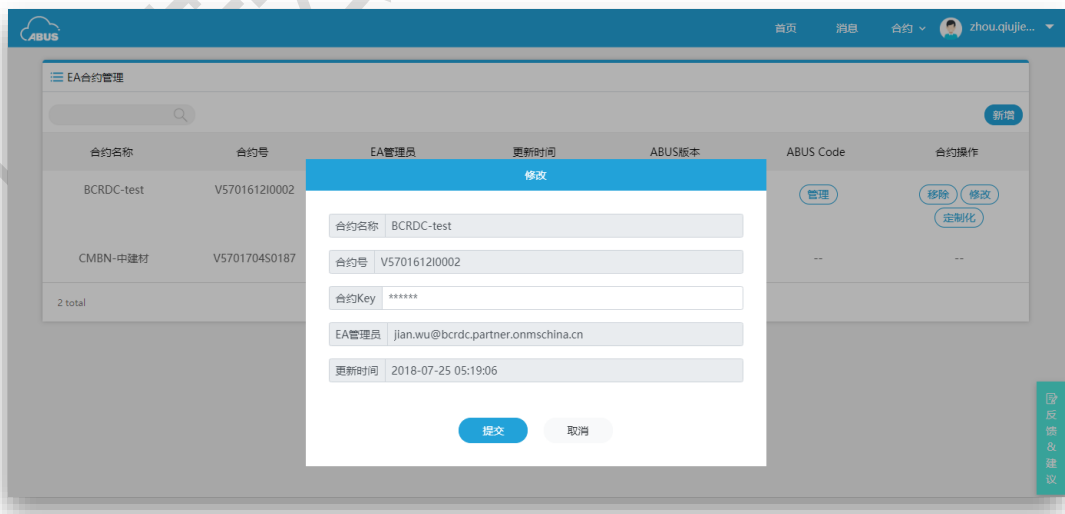 ABUS
首页 消息 合约 zhou.qiujie...
EA合约管理
新增
合约名称 合约号 EA管理员 更新时间 ABUS版本 ABUS Code 合约操作
修改
BCRDC-test V5701612I0002 管理 移除 修改
定制化
合约名称 BCRDC-test
合约号 V5701612I0002
CMBN-中建材 V5701704S0187 -- --
合约Key ******
2 total
EA管理员 jian.wu@bcrdc.partner.onmschina.cn
更新时间 2018-07-25 05:19:06
提交 取消
反馈&建议